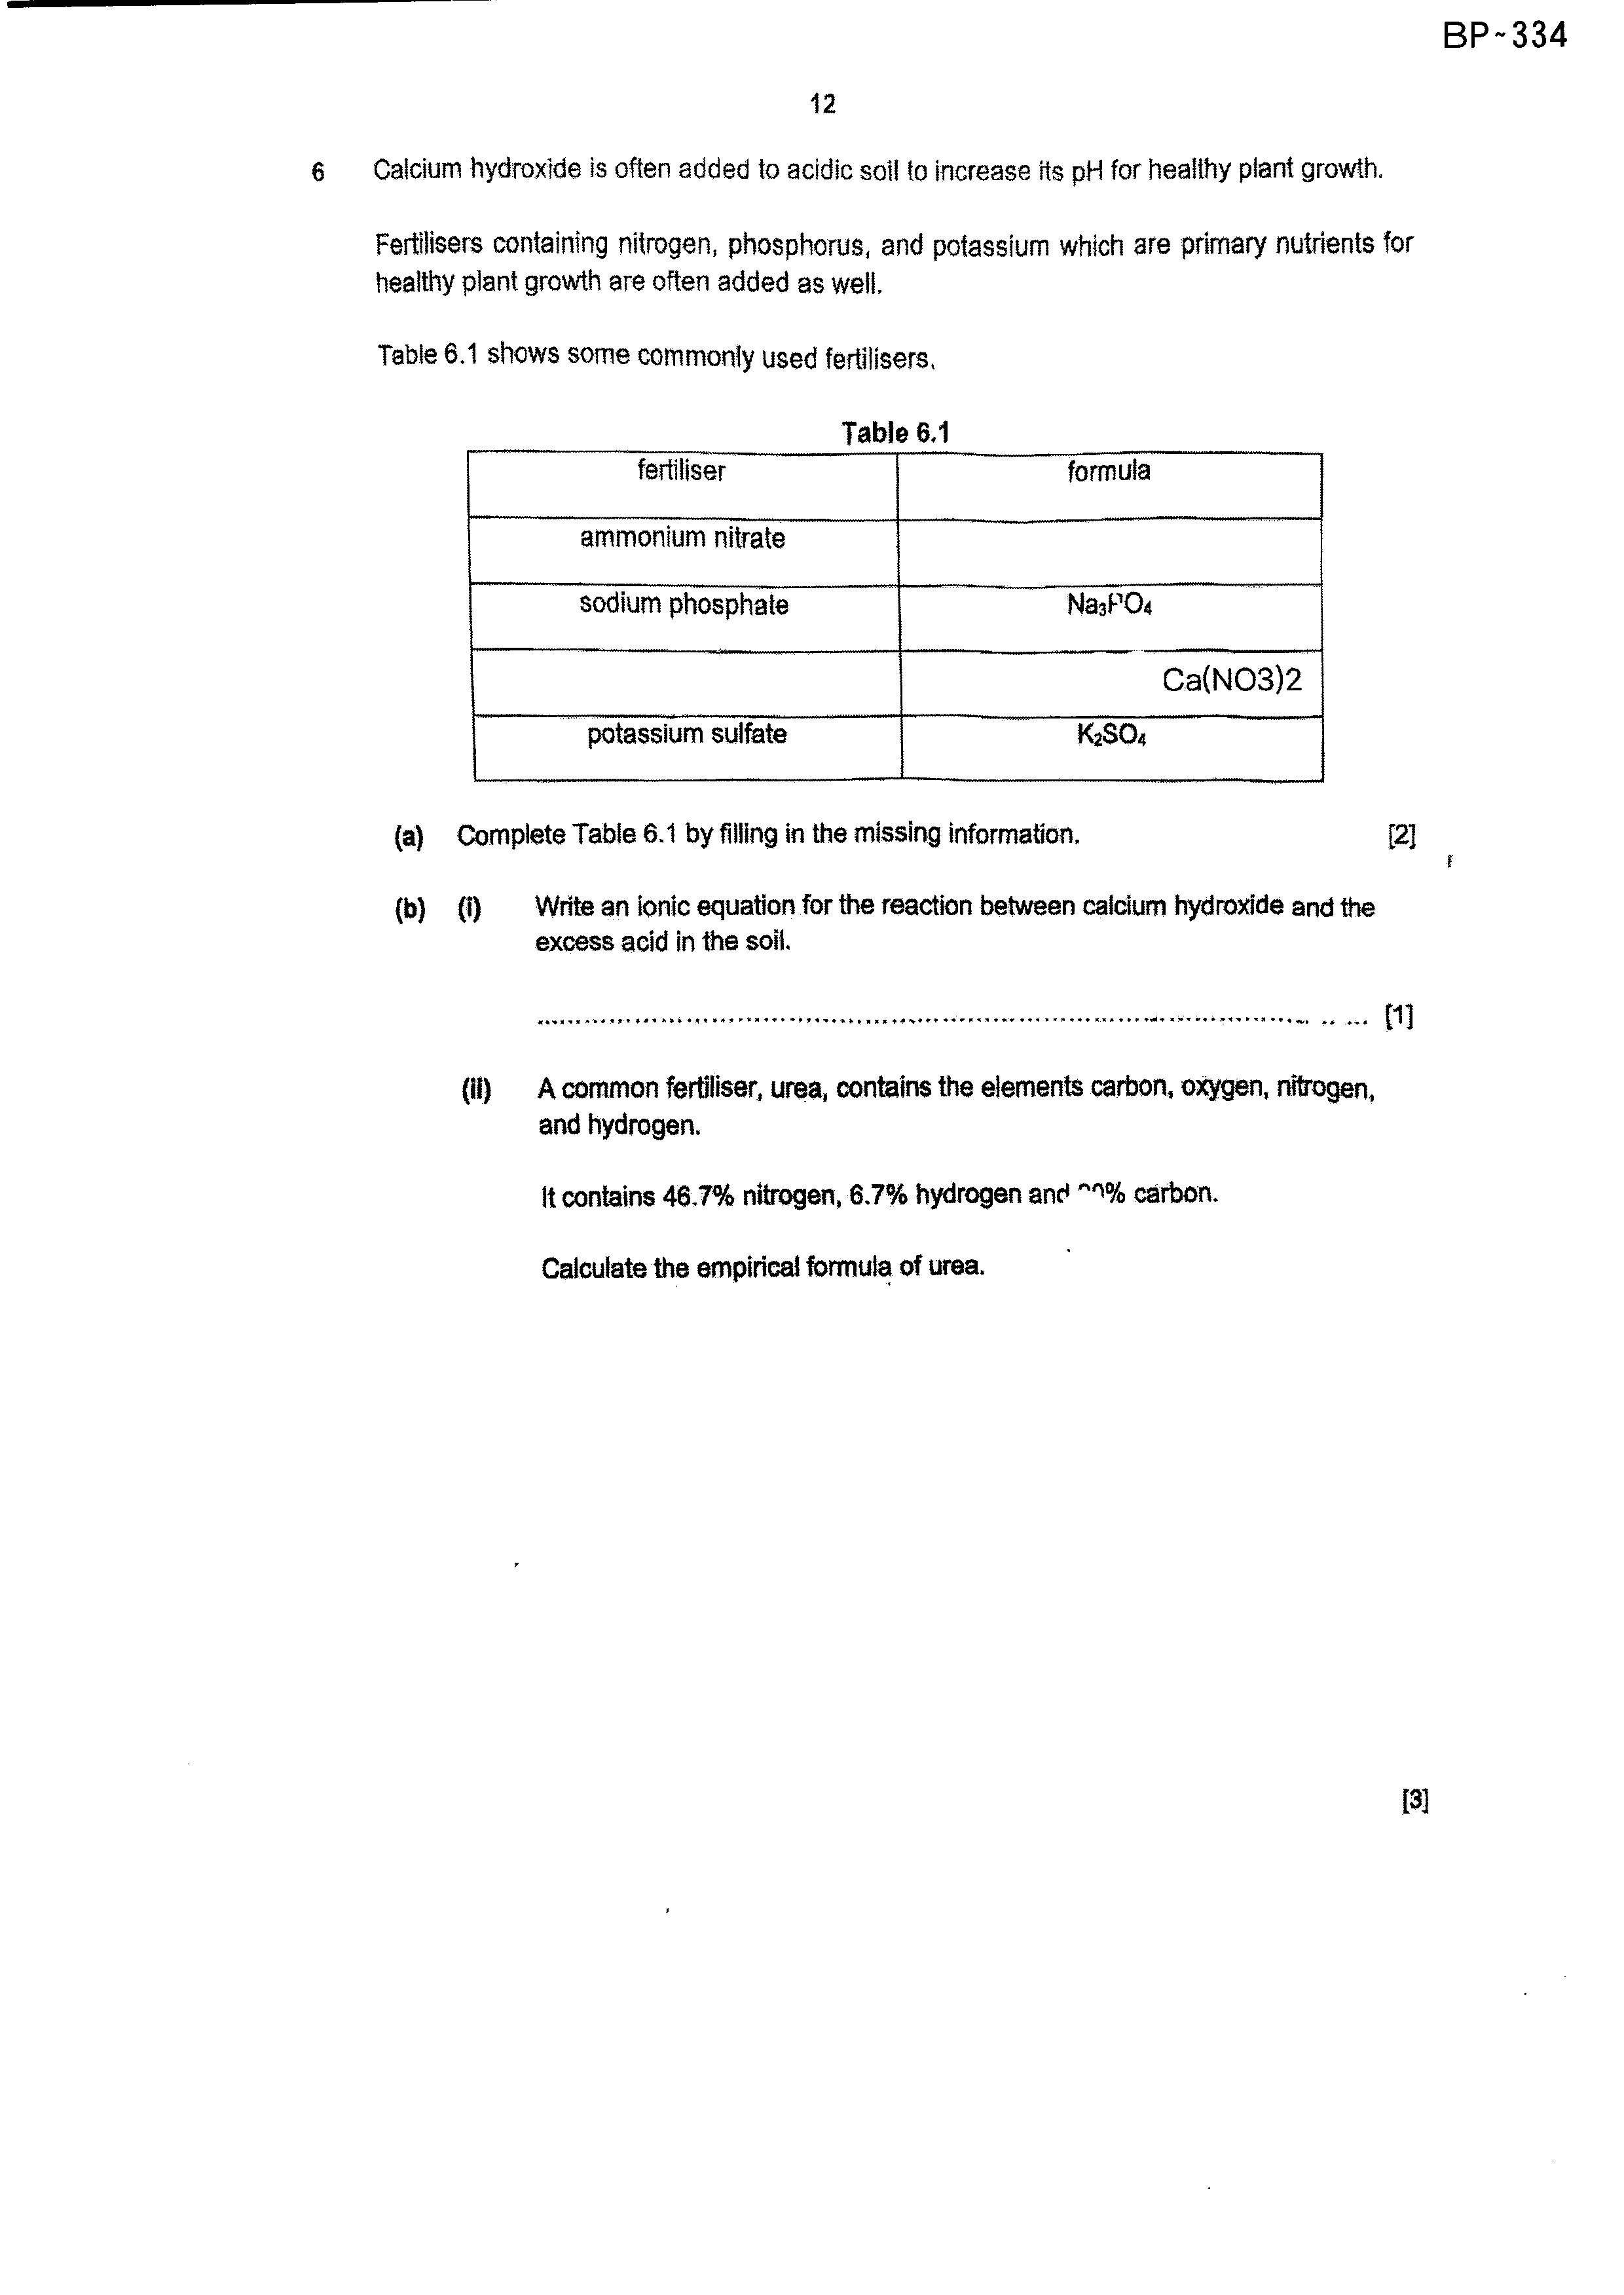 BP~334
12
6 Calcium hydroxide is often added to acidic soil to increase its pH for healthy plant growth.
Fertilisers containing nitrogen, phosphorus, and potassium which are primary nutrients for
healthy plant growth are often added as well.
Table 6.1 shows some commonly used fertilisers.
Table 6.1
fertiliser formula
ammonium nitrate
sodium phosphate Na₃PO₄
Ca(NO3)2
potassium sulfate K₂SO₄
(a) Complete Table 6.1 by filling in the missing information. [2]
(b) (i) Write an ionic equation for the reaction between calcium hydroxide and the
excess acid in the soil.
[1]
(ii) A common fertiliser, urea, contains the elements carbon, oxygen, nitrogen,
and hydrogen.
It contains 46.7% nitrogen, 6.7% hydrogen and % carbon.
Calculate the empirical formula of urea.
[3]